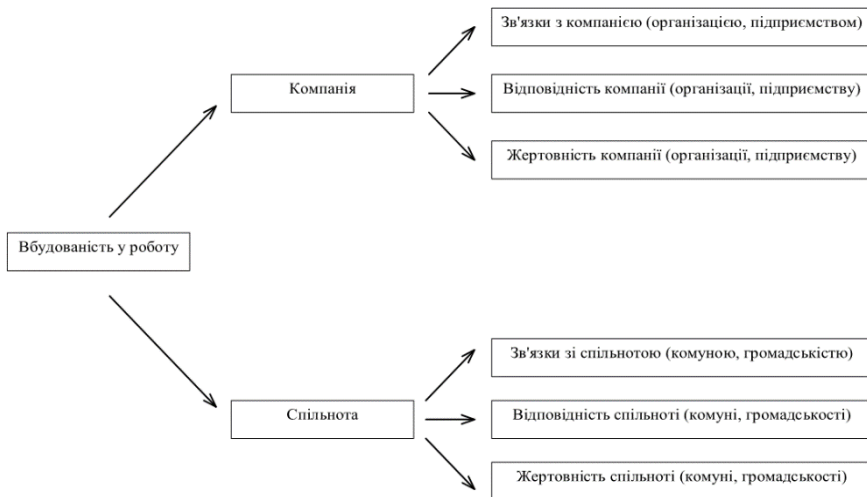 Зв'язки з компанією (організацією, підприємством)
Компанія
Відповідність компанії (організації, підприємству)
Жертовність компанії (організації, підприємству)
Вбудованість у роботу
Зв'язки зі спільнотою (комуною, громадськістю)
Спільнота
Відповідність спільноті (комуні, громадськості)
Жертовність спільноті (комуні, громадськості)